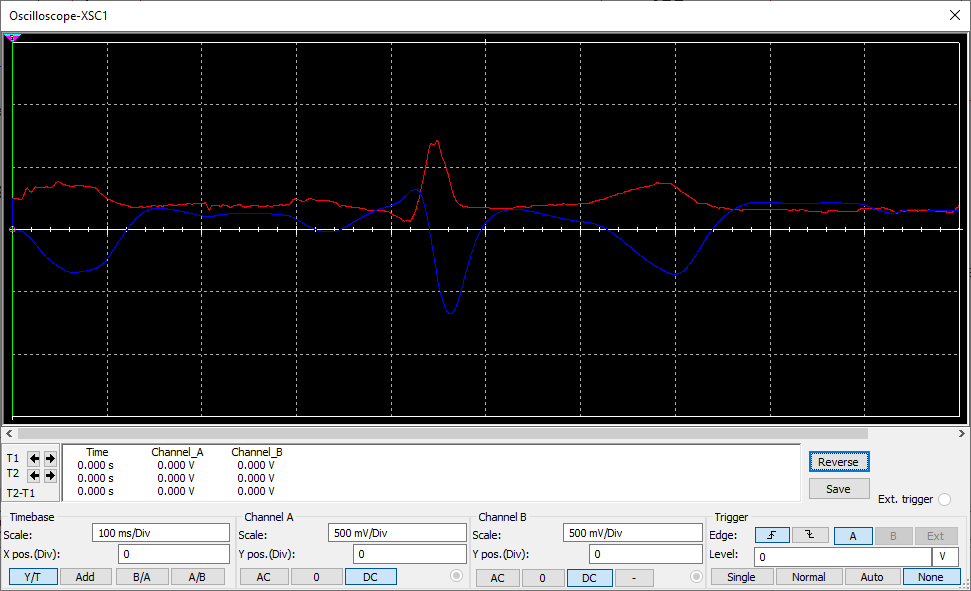 Oscilloscope-XSC1
T1
T2
T2-T1
Time Channel_A Channel_B
0.000 s 0.000 V 0.000 V
0.000 s 0.000 V 0.000 V
0.000 s 0.000 V 0.000 V
Reverse
Save
Ext. trigger
Timebase
Scale: 100 ms/Div
X pos.(Div): 0
Y/T Add B/A A/B
Channel A
Scale: 500 mV/Div
Y pos.(Div): 0
AC 0 DC
Channel B
Scale: 500 mV/Div
Y pos.(Div): 0
AC 0 DC -
Trigger
Edge: A B Ext
Level: 0 V
Single Normal Auto None